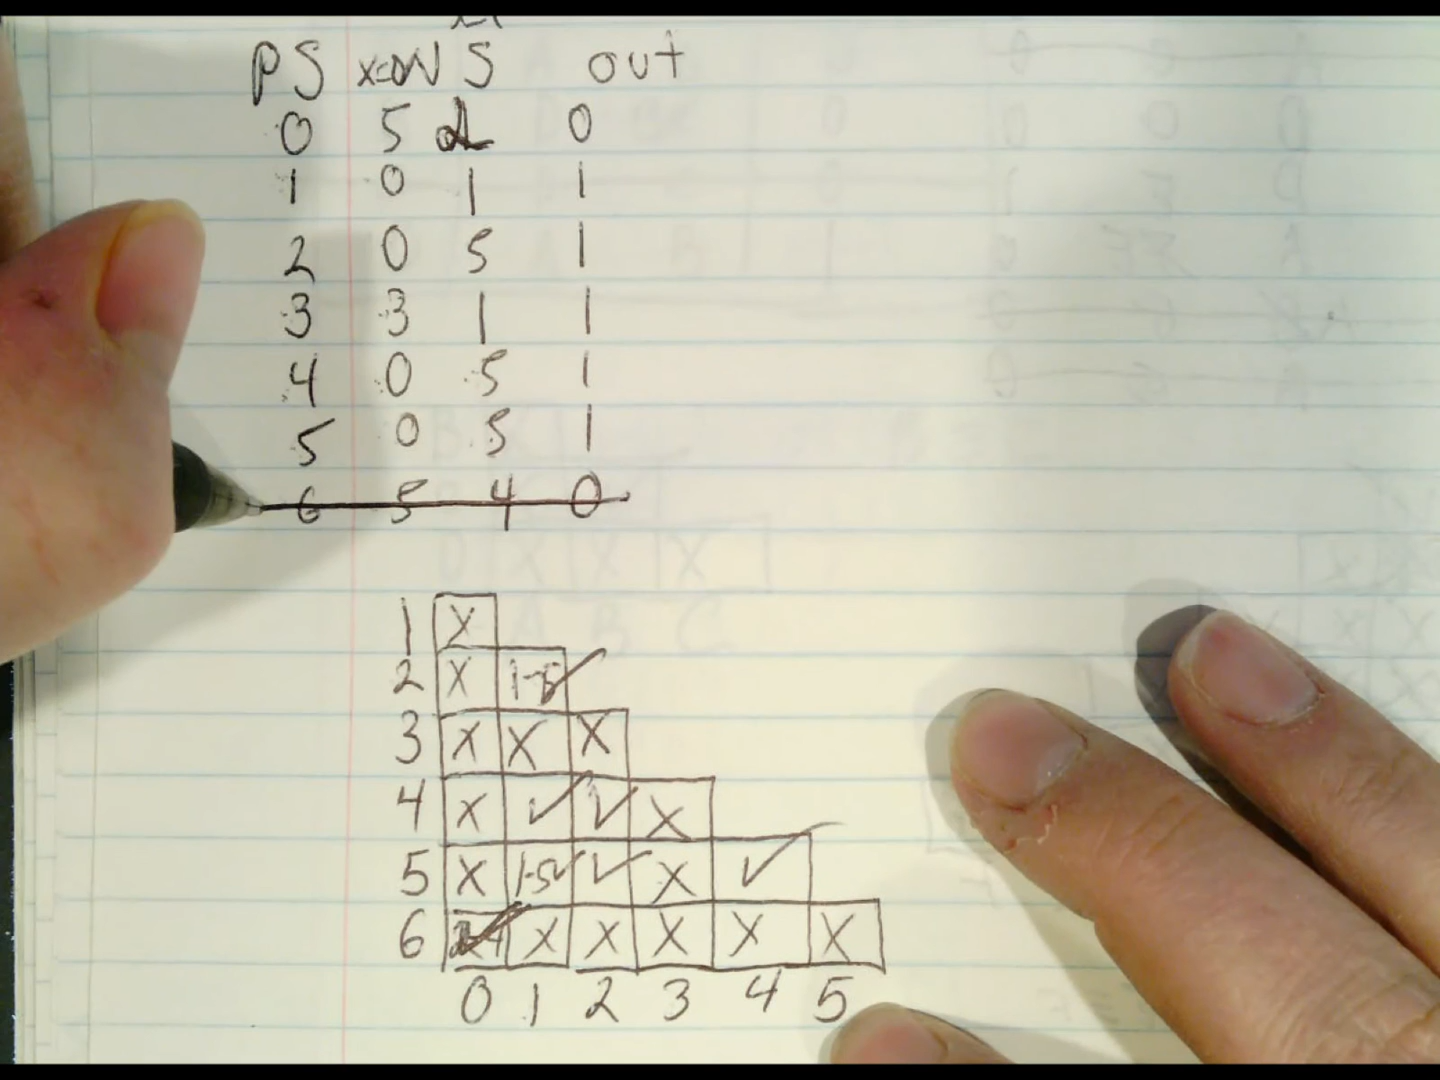 PS x=0N S out
0 5 2 0
1 0 1 1
2 0 5 1
3 3 1 1
4 0 5 1
5 0 5 1
6 5 4 0
1 X
2 X 1-5✓
3 X X X
4 X ✓ ✓ X
5 X 1-5✓ ✓ X ✓
6 ✓ X X X X X
0 1 2 3 4 5